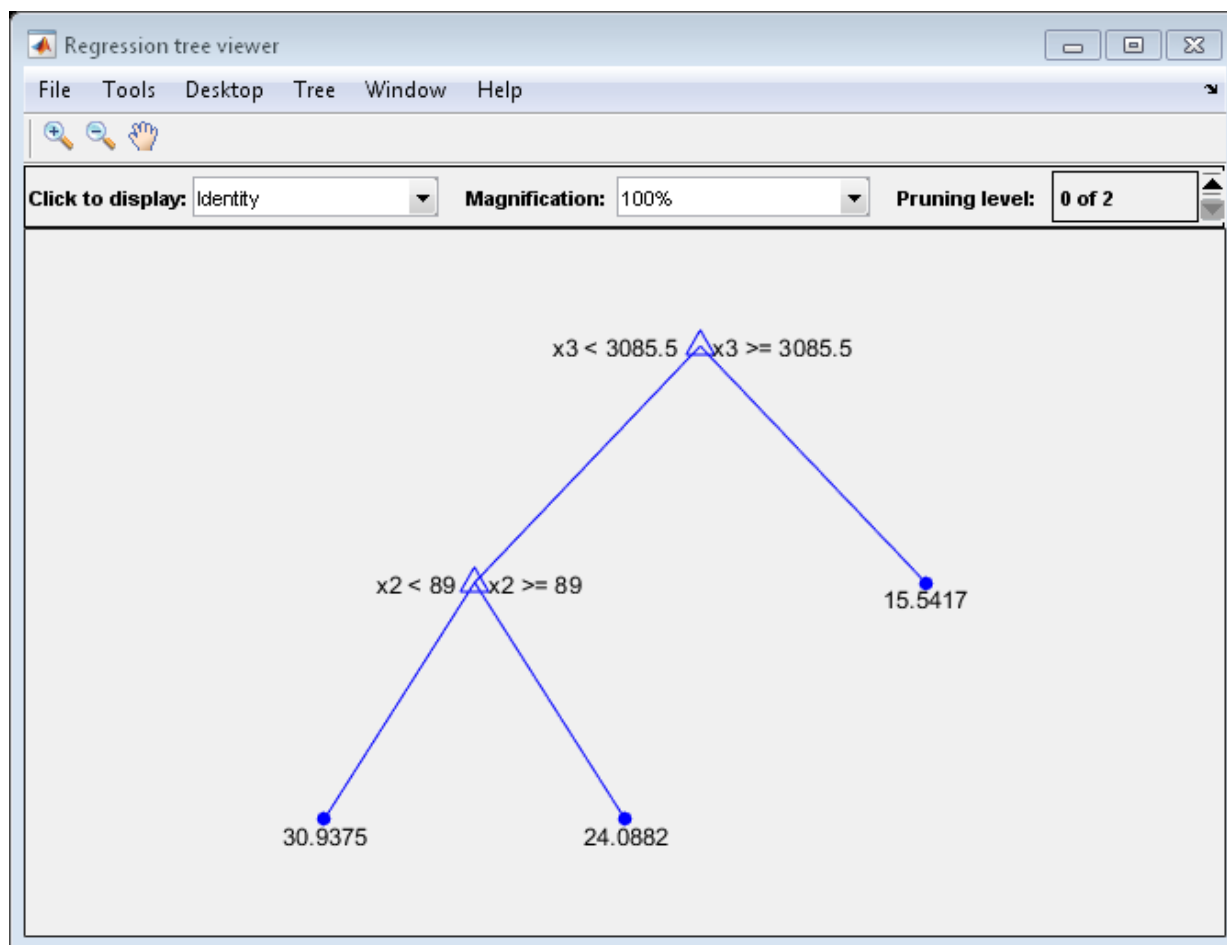 Regression tree viewer
File Tools Desktop Tree Window Help
Click to display: Identity Magnification: 100% Pruning level: 0 of 2
x3 < 3085.5 x3 >= 3085.5
x2 < 89 x2 >= 89
15.5417
30.9375 24.0882